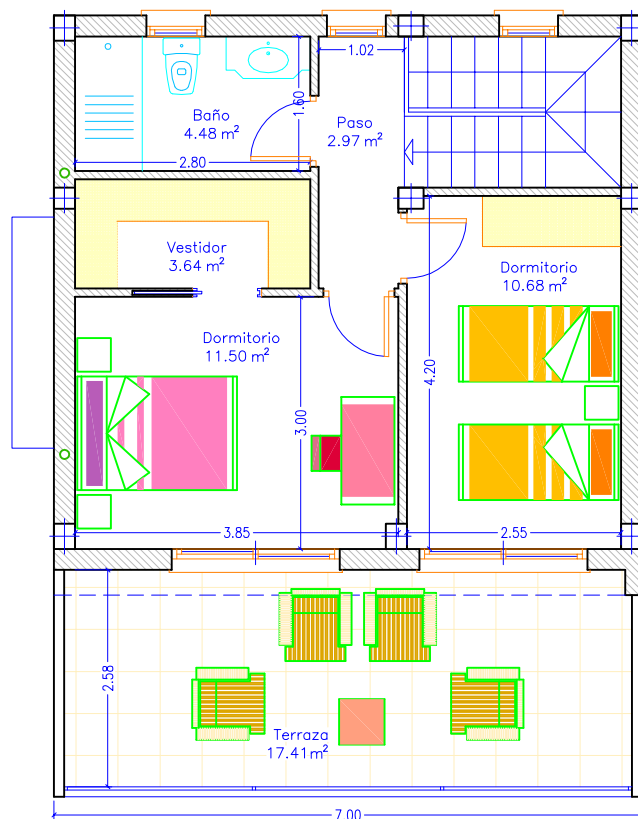 1.02
Baño
4.48 m²
1.60
Paso
2.97 m²
2.80
Vestidor
3.64 m²
Dormitorio
10.68 m²
Dormitorio
11.50 m²
4.20
3.00
3.85
2.55
2.58
Terraza
17.41m²
7.00